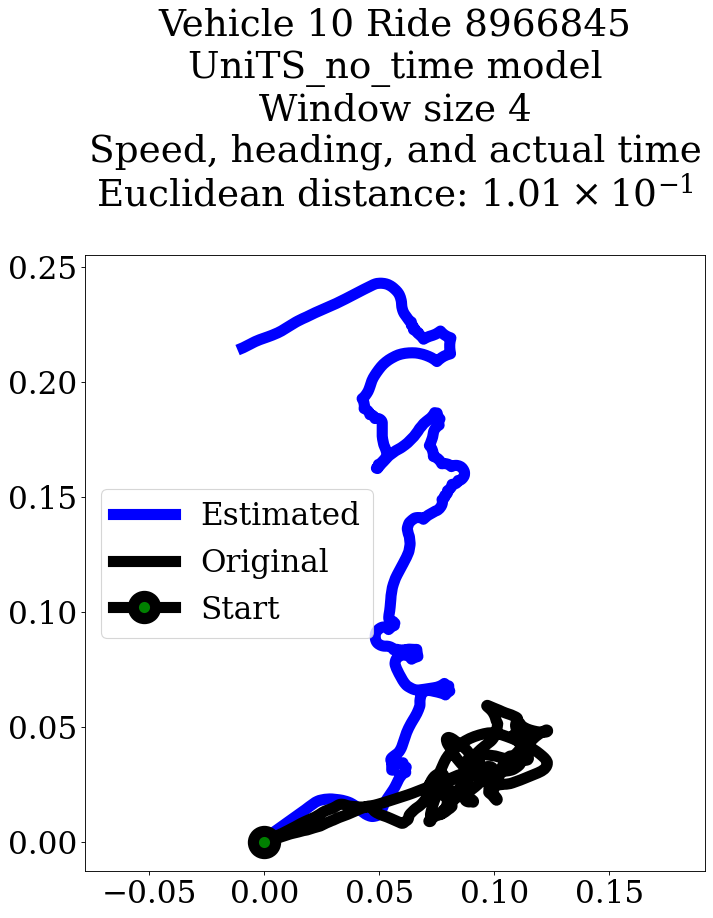 Vehicle 10 Ride 8966845
UniTS_no_time model
Window size 4
Speed, heading, and actual time
Euclidean distance: 1.01 × 10⁻¹
0.25
0.20
0.15
0.10
0.05
0.00
Estimated
Original
Start
−0.05 0.00 0.05 0.10 0.15